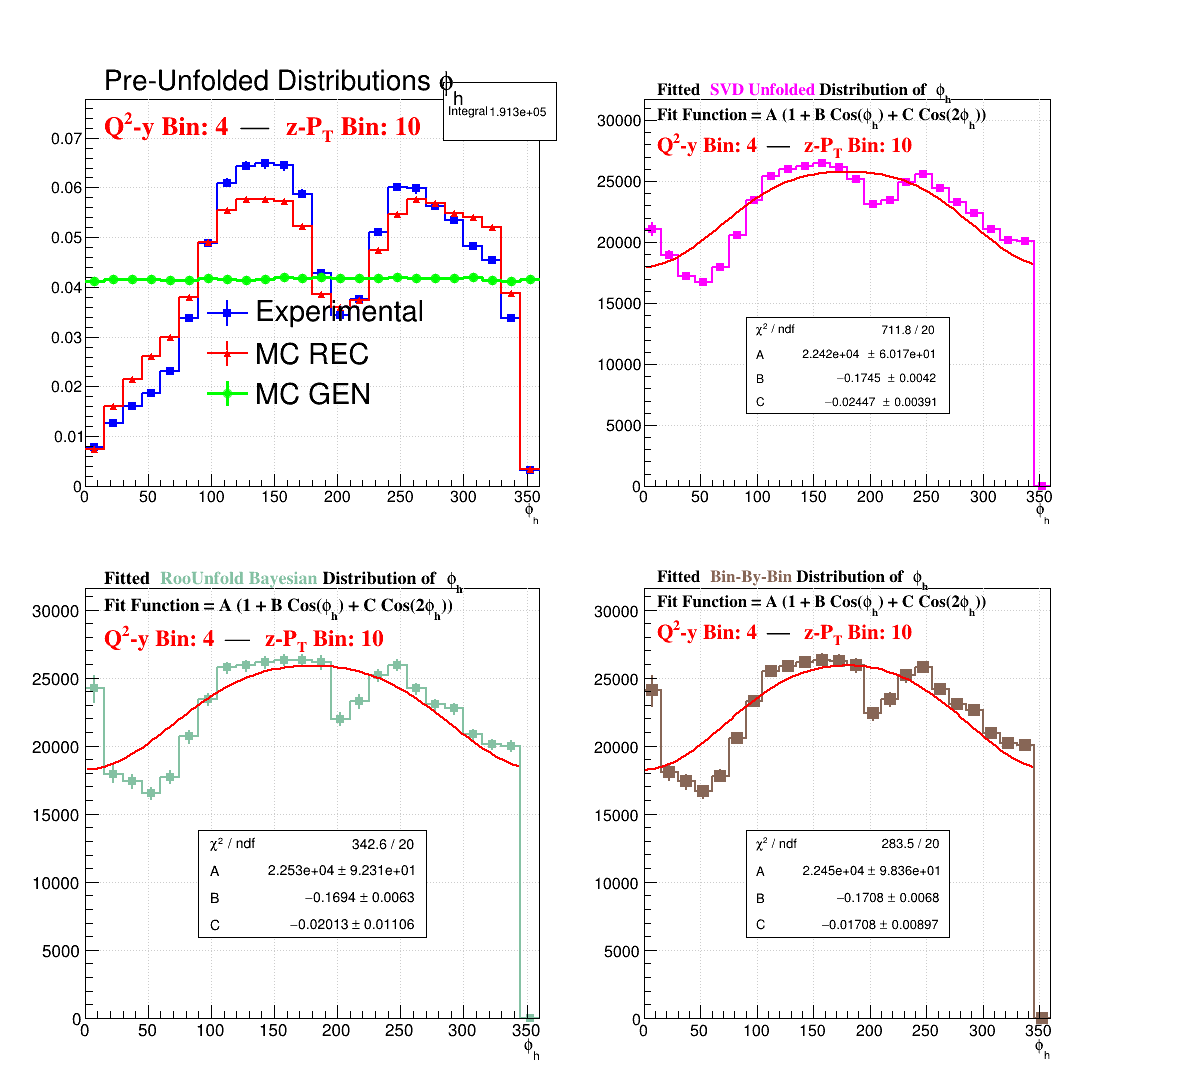 Pre-Unfolded Distributions ϕh
Integral 1.913e+05
Q²-y Bin: 4 — z-PT Bin: 10
0.07
0.06
0.05
0.04
0.03
0.02
0.01
0
Experimental
MC REC
MC GEN
0 50 100 150 200 250 300 350
ϕh
Fitted SVD Unfolded Distribution of ϕh
Fit Function = A (1 + B Cos(ϕh) + C Cos(2ϕh))
Q²-y Bin: 4 — z-PT Bin: 10
30000
25000
20000
15000
10000
5000
0
χ² / ndf 711.8 / 20
A 2.242e+04 ± 6.017e+01
B −0.1745 ± 0.0042
C −0.02447 ± 0.00391
0 50 100 150 200 250 300 350
ϕh
Fitted RooUnfold Bayesian Distribution of ϕh
Fit Function = A (1 + B Cos(ϕh) + C Cos(2ϕh))
Q²-y Bin: 4 — z-PT Bin: 10
30000
25000
20000
15000
10000
5000
0
χ² / ndf 342.6 / 20
A 2.253e+04 ± 9.231e+01
B −0.1694 ± 0.0063
C −0.02013 ± 0.01106
0 50 100 150 200 250 300 350
ϕh
Fitted Bin-By-Bin Distribution of ϕh
Fit Function = A (1 + B Cos(ϕh) + C Cos(2ϕh))
Q²-y Bin: 4 — z-PT Bin: 10
30000
25000
20000
15000
10000
5000
0
χ² / ndf 283.5 / 20
A 2.245e+04 ± 9.836e+01
B −0.1708 ± 0.0068
C −0.01708 ± 0.00897
0 50 100 150 200 250 300 350
ϕh